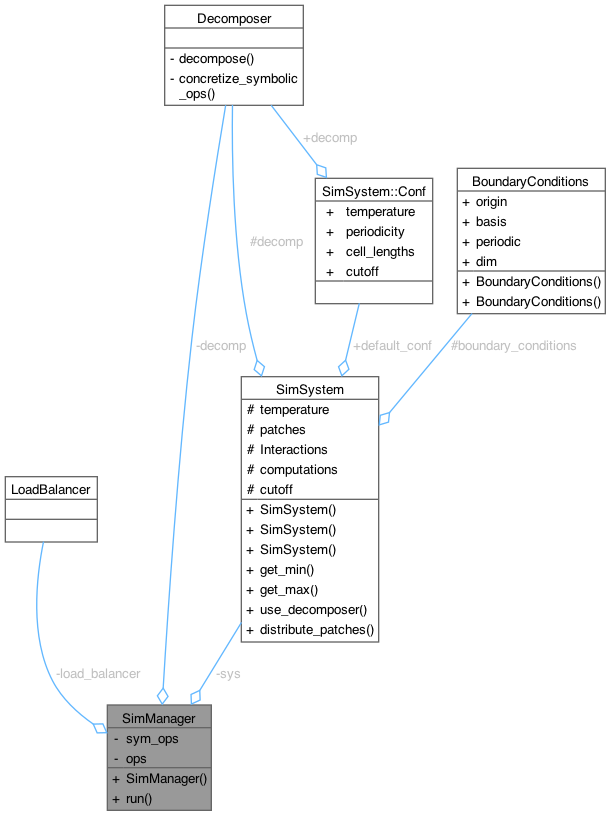 Decomposer
- decompose()
- concretize_symbolic
_ops()
+decomp
SimSystem::Conf
+ temperature
+ periodicity
+ cell_lengths
+ cutoff
BoundaryConditions
+ origin
+ basis
+ periodic
+ dim
+ BoundaryConditions()
+ BoundaryConditions()
#decomp
-decomp
+default_conf
#boundary_conditions
SimSystem
# temperature
# patches
# Interactions
# computations
# cutoff
+ SimSystem()
+ SimSystem()
+ SimSystem()
+ get_min()
+ get_max()
+ use_decomposer()
+ distribute_patches()
LoadBalancer
-load_balancer
-sys
SimManager
- sym_ops
- ops
+ SimManager()
+ run()